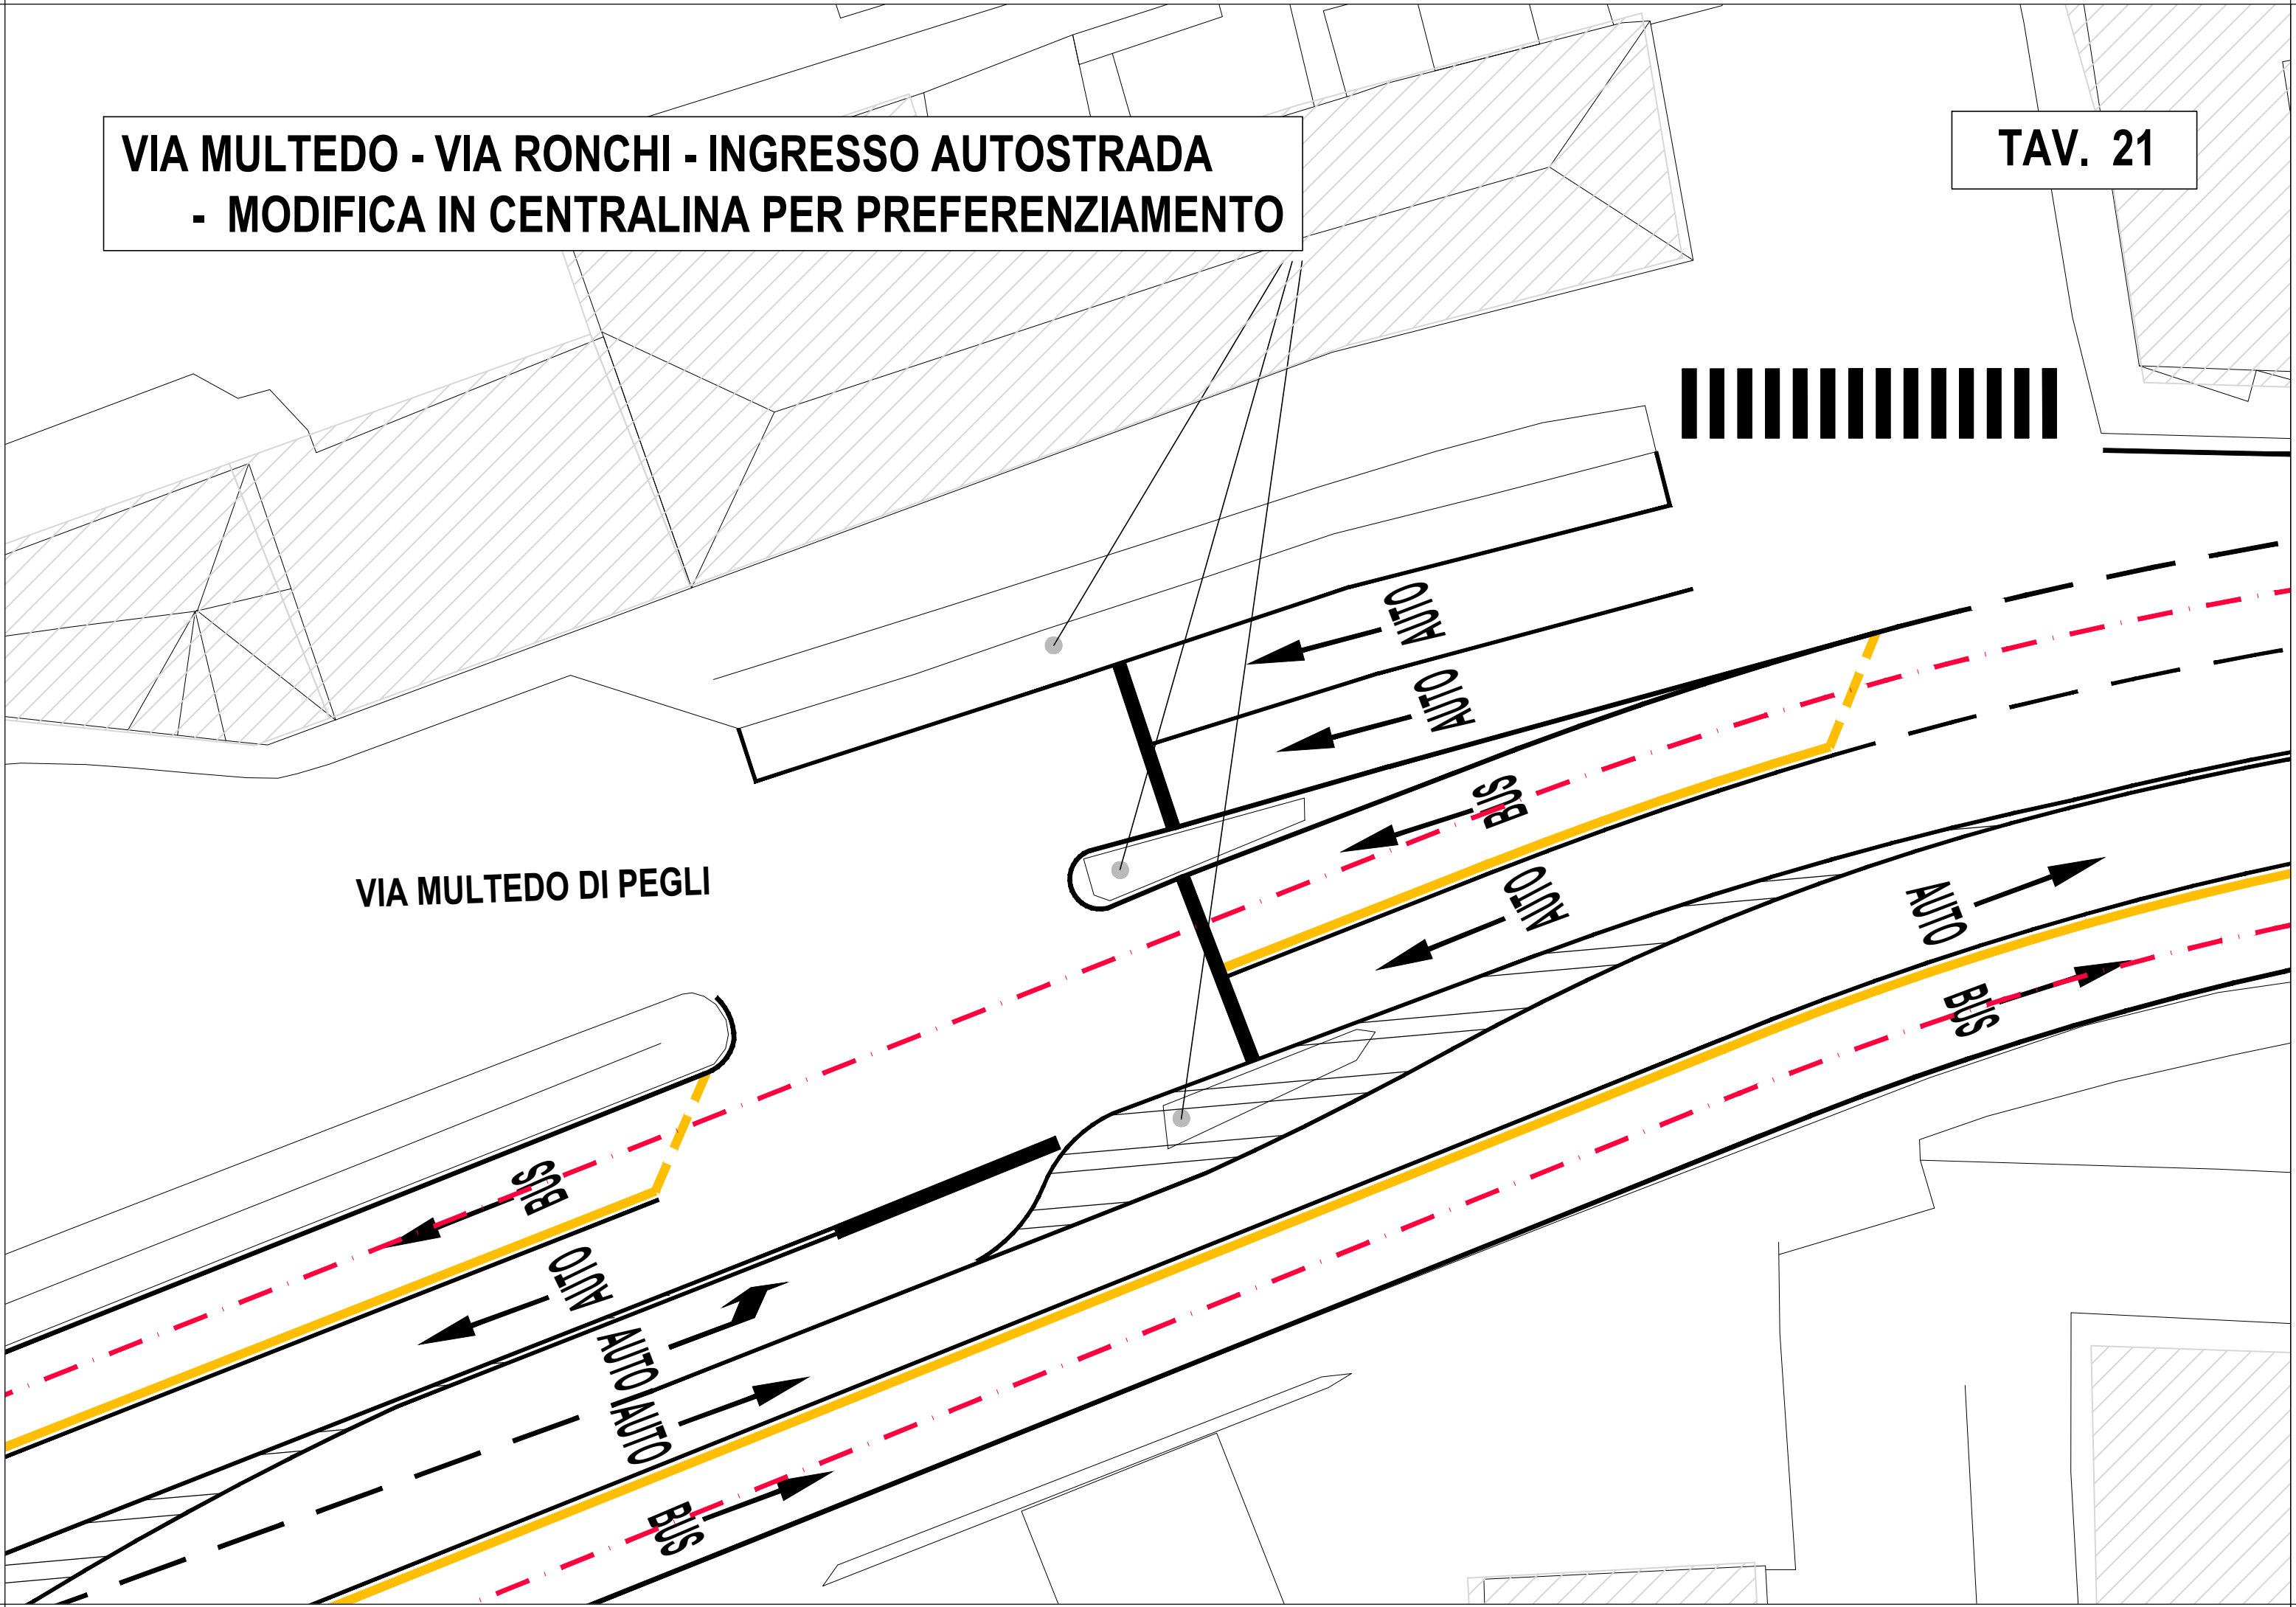 VIA MULTEDO - VIA RONCHI - INGRESSO AUTOSTRADA
- MODIFICA IN CENTRALINA PER PREFERENZIAMENTO
TAV. 21
AUTO
AUTO
BUS
AUTO
VIA MULTEDO DI PEGLI
AUTO
BUS
BUS
AUTO
AUTO
AUTO
BUS